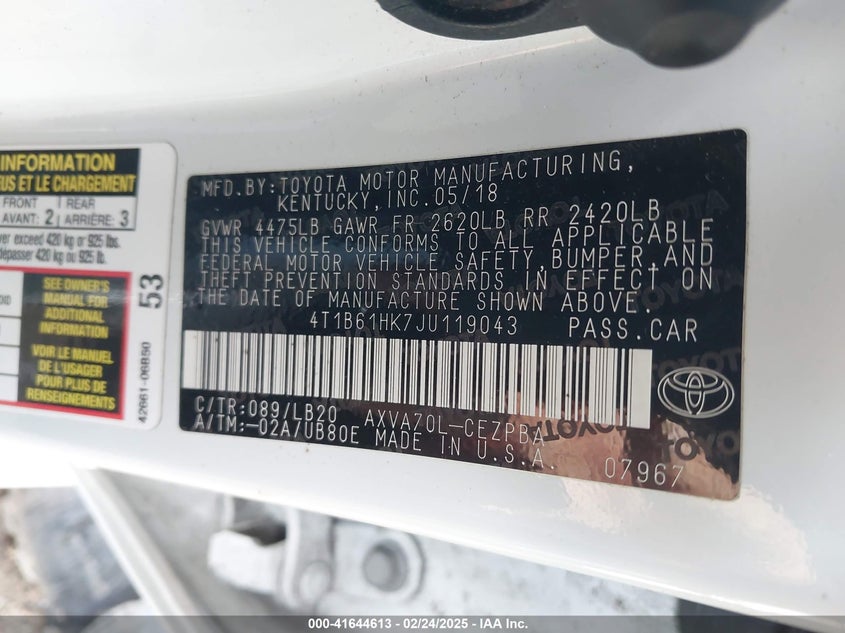 INFORMATION
RUS ET LE CHARGEMENT
FRONT REAR
AVANT: 2 ARRIÈRE: 3
exceed 420 kg or 925 lbs.
dépasser 420 kg ou 925 lb.
SEE OWNER'S
MANUAL FOR
ADDITIONAL
INFORMATION
VOIR LE MANUEL
DE L'USAGER
POUR PLUS DE
RENSEIGNEMENTS
53
42661-06B50
MFD. BY: TOYOTA MOTOR MANUFACTURING,
KENTUCKY, INC. 05/18
GVWR 4475LB GAWR FR 2620LB RR 2420LB
THIS VEHICLE CONFORMS TO ALL APPLICABLE
FEDERAL MOTOR VEHICLE SAFETY, BUMPER, AND
THEFT PREVENTION STANDARDS IN EFFECT ON
THE DATE OF MANUFACTURE SHOWN ABOVE.
4T1B61HK7JU119043 PASS. CAR
C/TR: 089/LB20 AXVA70L-CEZPBA
A/TM: -02A/UB80E MADE IN U.S.A.
07967
TOYOTA
000-41644613 - 02/24/2025 - © IAA, Inc.